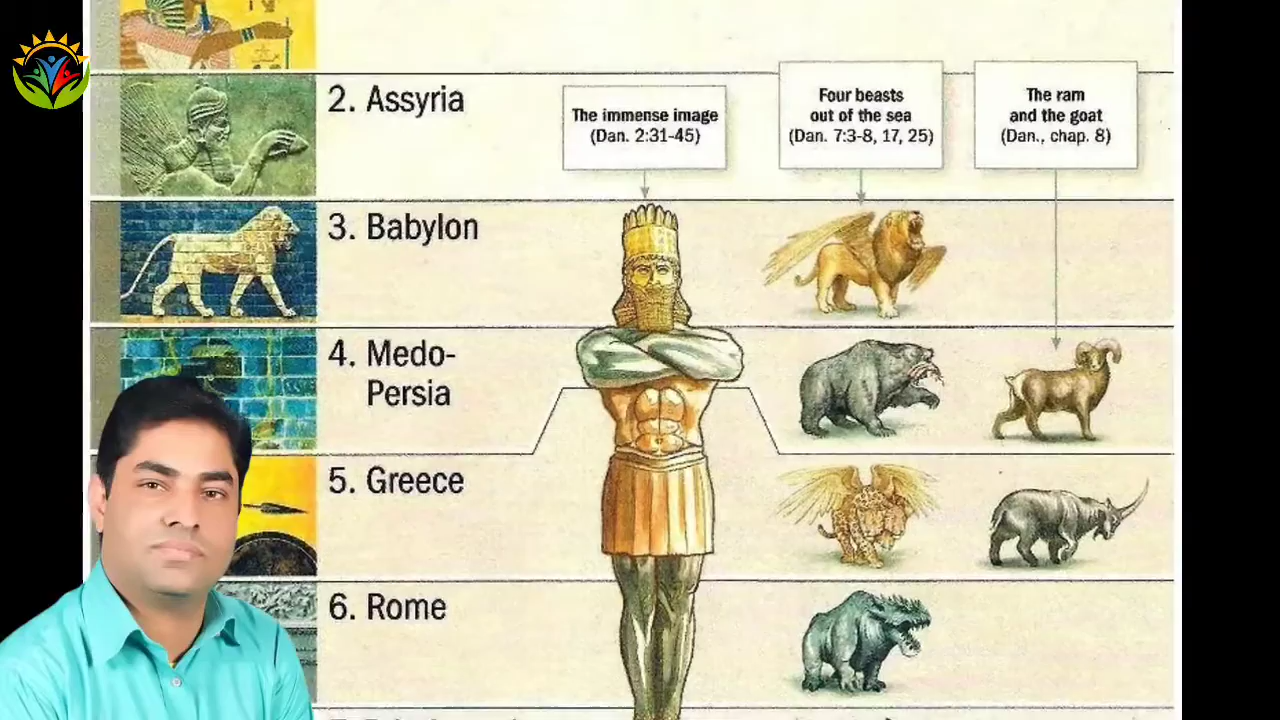 2. Assyria
The immense image
(Dan. 2:31-45)
Four beasts
out of the sea
(Dan. 7:3-8, 17, 25)
The ram
and the goat
(Dan., chap. 8)
3. Babylon
4. Medo-
Persia
5. Greece
6. Rome